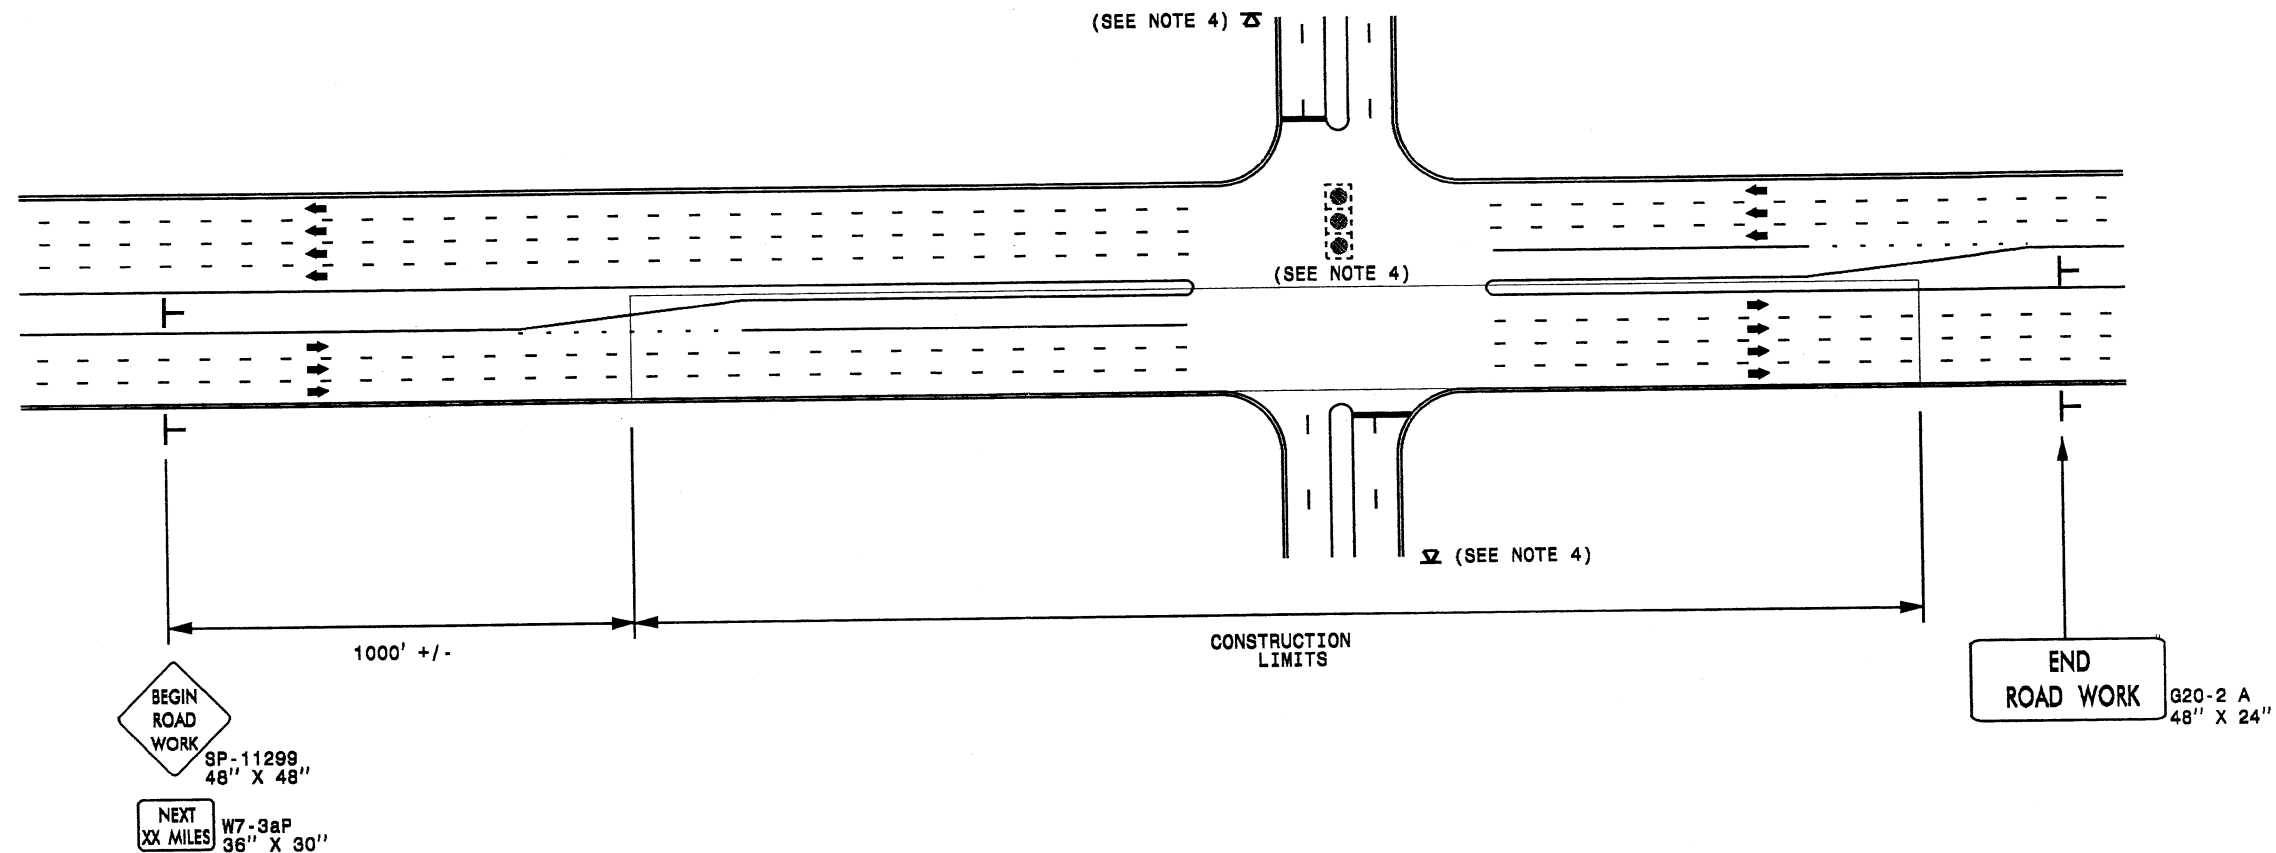 (SEE NOTE 4)
(SEE NOTE 4)
(SEE NOTE 4)
1000' +/-
CONSTRUCTION
LIMITS
BEGIN
ROAD
WORK
SP-11299
48" X 48"
NEXT
XX MILES
W7-3aP
36" X 30"
END
ROAD WORK
G20-2 A
48" X 24"